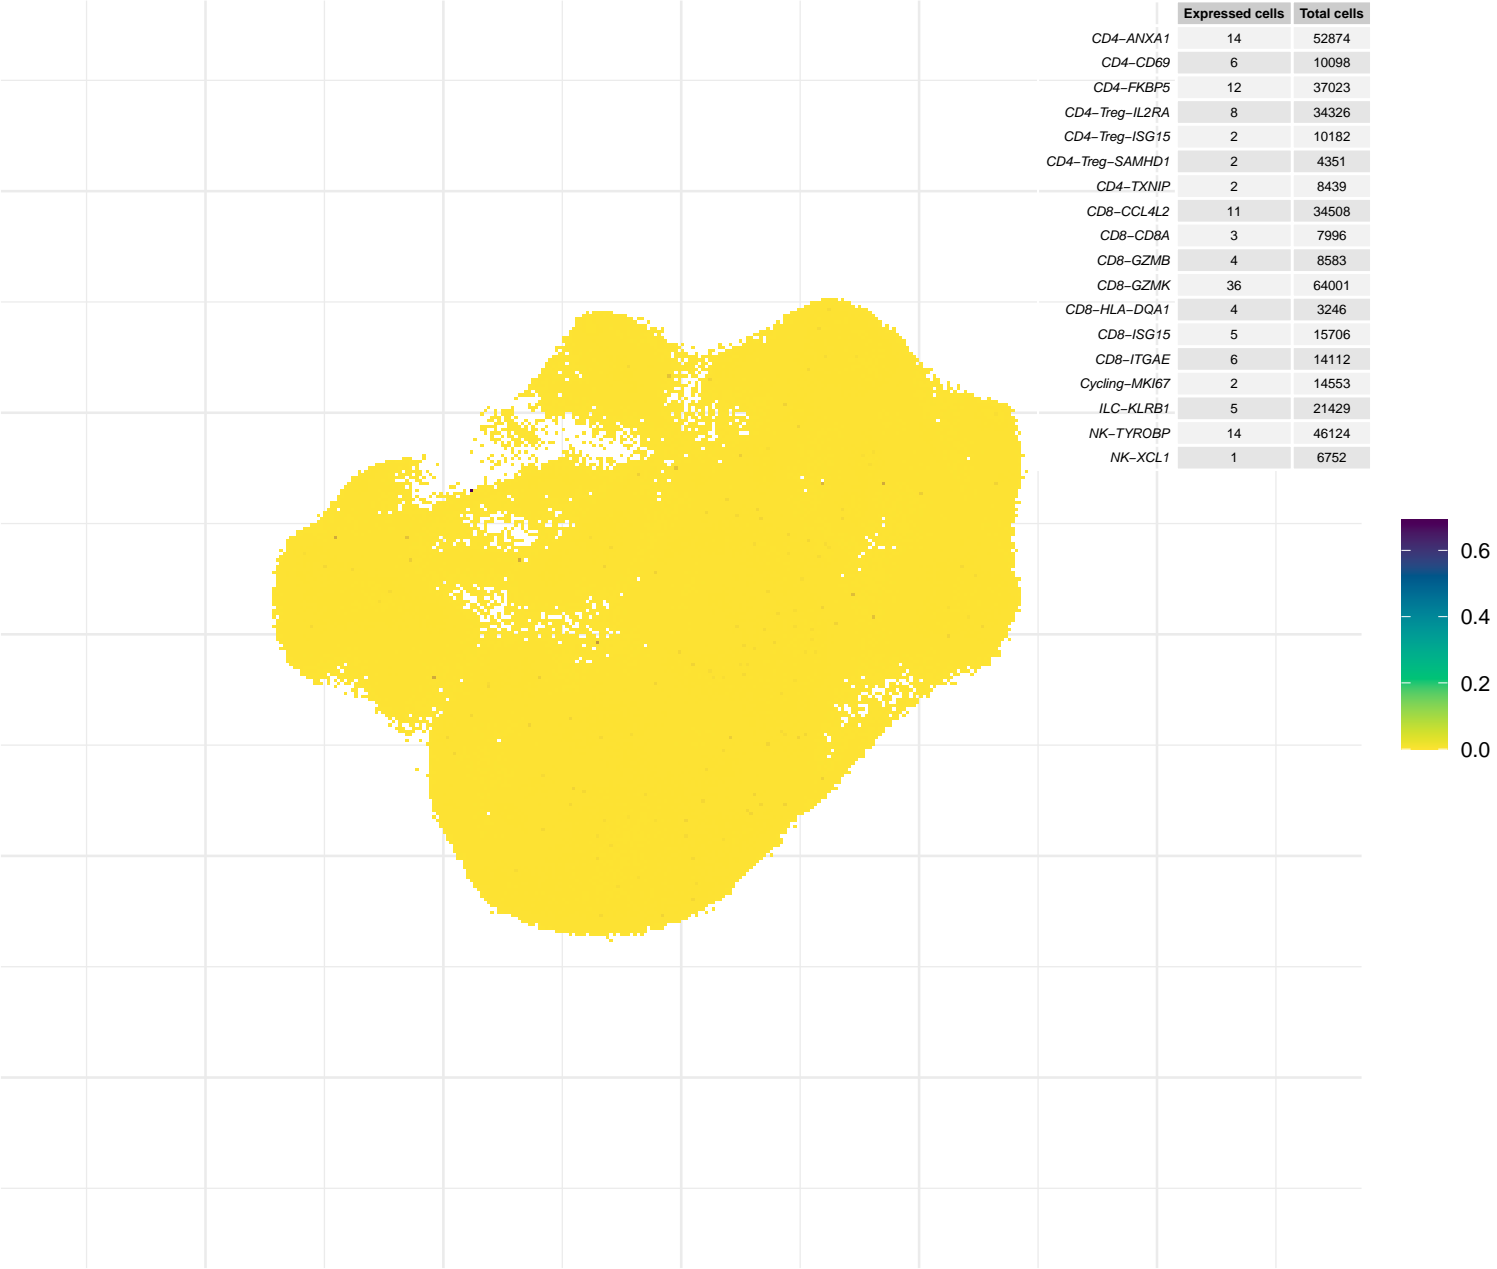 Expressed cells Total cells
CD4−ANXA1 14 52874
CD4−CD69 6 10098
CD4−FKBP5 12 37023
CD4−Treg−IL2RA 8 34326
CD4−Treg−ISG15 2 10182
CD4−Treg−SAMHD1 2 4351
CD4−TXNIP 2 8439
CD8−CCL4L2 11 34508
CD8−CD8A 3 7996
CD8−GZMB 4 8583
CD8−GZMK 36 64001
CD8−HLA−DQA1 4 3246
CD8−ISG15 5 15706
CD8−ITGAE 6 14112
Cycling−MKI67 2 14553
ILC−KLRB1 5 21429
NK−TYROBP 14 46124
NK−XCL1 1 6752
0.6
0.4
0.2
0.0